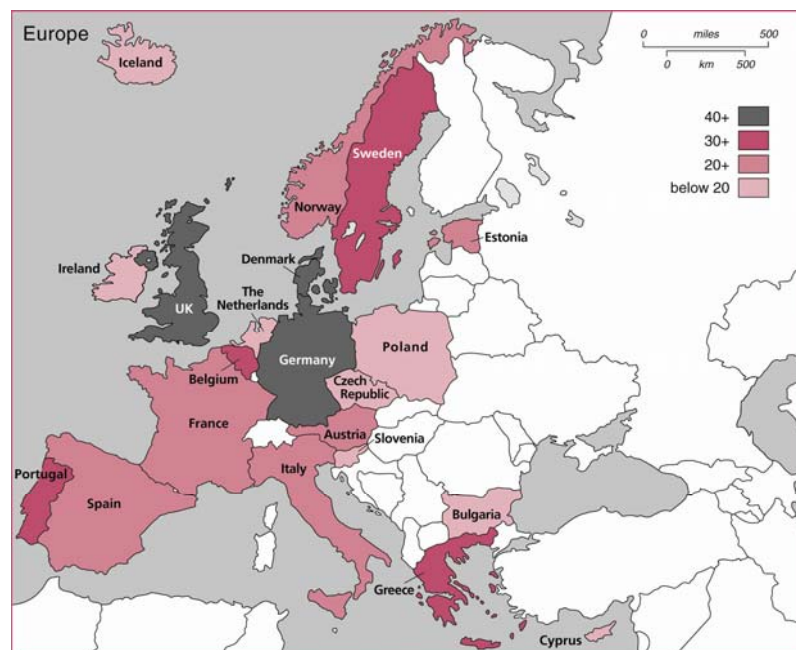 Europe
Iceland
0 miles 500
0 km 500
40+
30+
20+
below 20
Sweden
Norway
Estonia
Denmark
Ireland
The
Netherlands
UK
Germany
Poland
Belgium
Czech
Republic
France
Austria
Slovenia
Italy
Portugal
Spain
Bulgaria
Greece
Cyprus